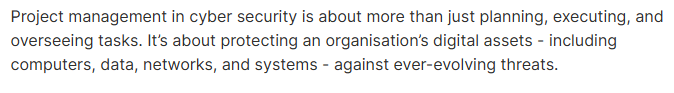 Project management in cyber security is about more than just planning, executing, and
overseeing tasks. It’s about protecting an organisation’s digital assets - including
computers, data, networks, and systems - against ever-evolving threats.